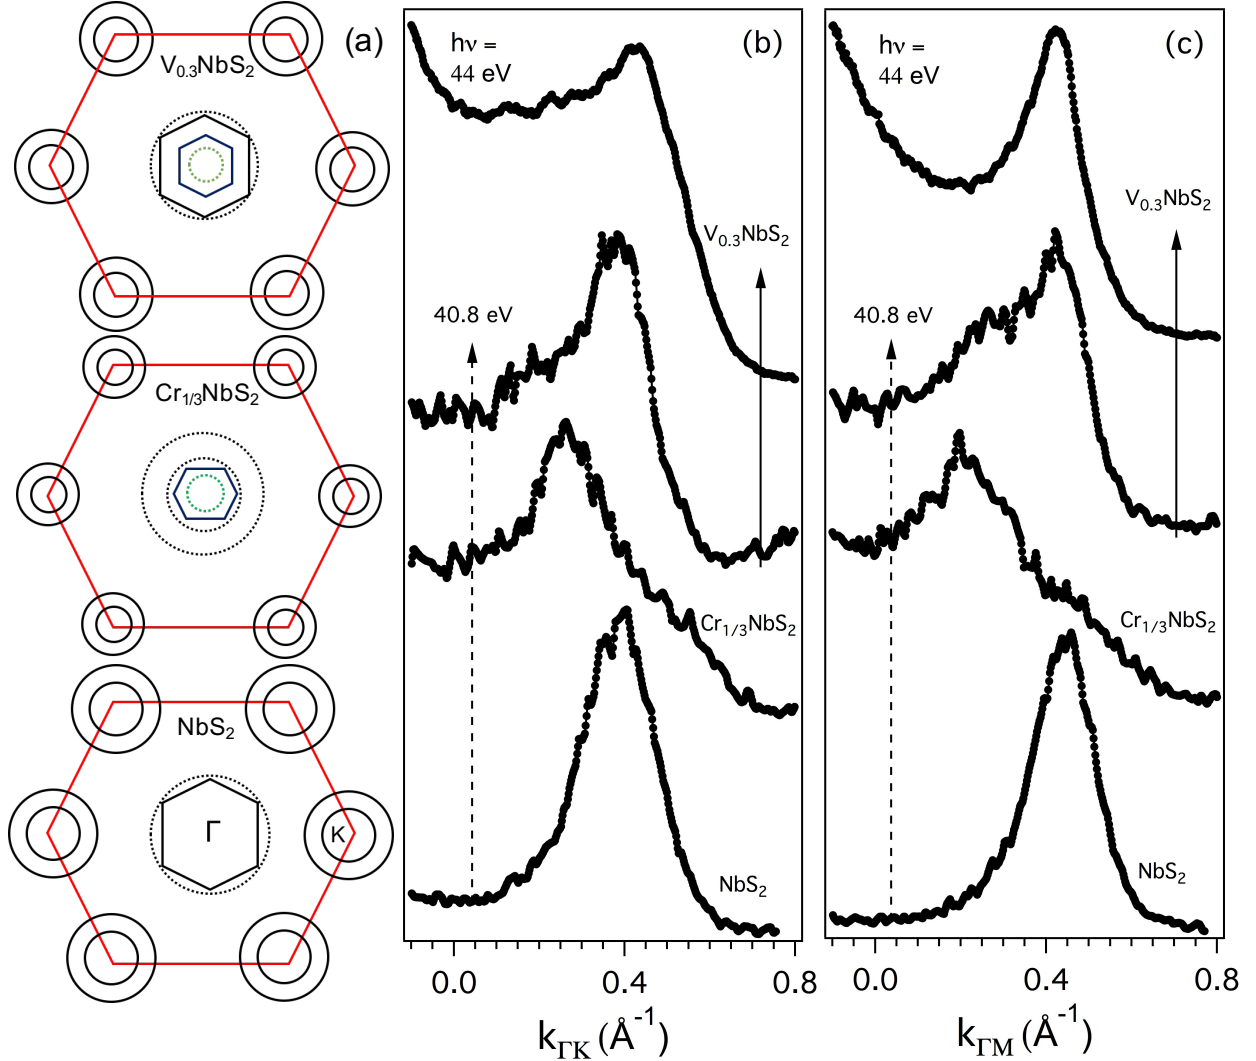 (a)
V0.3NbS2
Cr1/3NbS2
NbS2
Γ
K
(b)
hν =
44 eV
V0.3NbS2
40.8 eV
Cr1/3NbS2
NbS2
0.0 0.4 0.8
kΓK (Å-1)
(c)
hν =
44 eV
V0.3NbS2
40.8 eV
Cr1/3NbS2
NbS2
0.0 0.4 0.8
kΓM (Å-1)